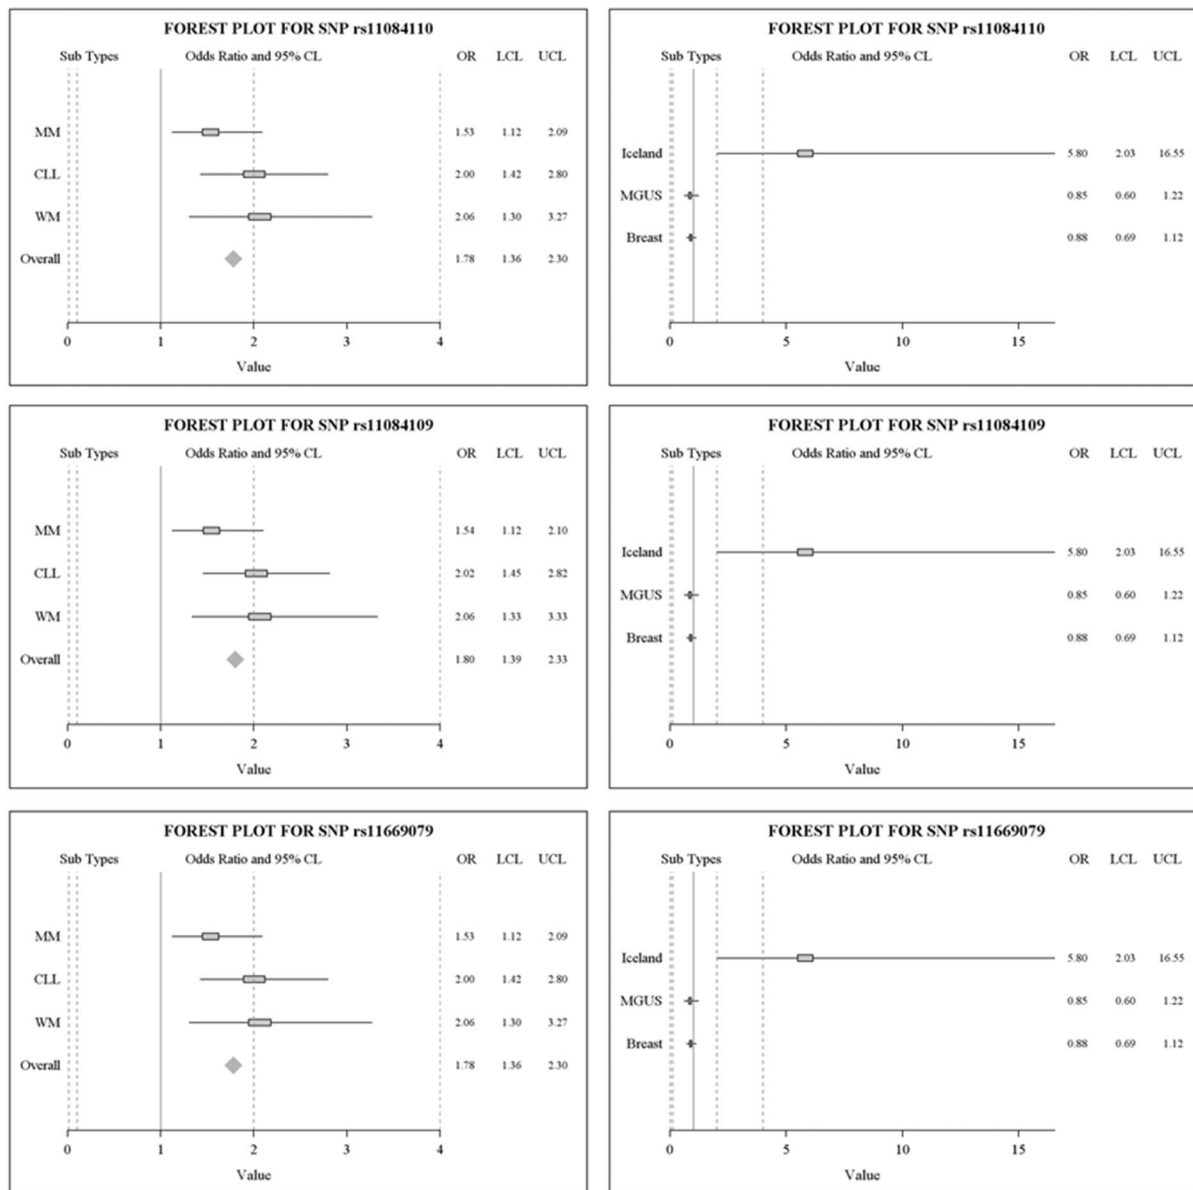 FOREST PLOT FOR SNP rs11084110
Sub Types Odds Ratio and 95% CL OR LCL UCL
MM 1.53 1.12 2.09
CLL 2.00 1.42 2.80
WM 2.06 1.30 3.27
Overall 1.78 1.36 2.30
0 1 2 3 4
Value
FOREST PLOT FOR SNP rs11084110
Sub Types Odds Ratio and 95% CL OR LCL UCL
Iceland 5.80 2.03 16.55
MGUS 0.85 0.60 1.22
Breast 0.88 0.69 1.12
0 5 10 15
Value
FOREST PLOT FOR SNP rs11084109
Sub Types Odds Ratio and 95% CL OR LCL UCL
MM 1.54 1.12 2.10
CLL 2.02 1.45 2.82
WM 2.06 1.33 3.33
Overall 1.80 1.39 2.33
0 1 2 3 4
Value
FOREST PLOT FOR SNP rs11084109
Sub Types Odds Ratio and 95% CL OR LCL UCL
Iceland 5.80 2.03 16.55
MGUS 0.85 0.60 1.22
Breast 0.88 0.69 1.12
0 5 10 15
Value
FOREST PLOT FOR SNP rs11669079
Sub Types Odds Ratio and 95% CL OR LCL UCL
MM 1.53 1.12 2.09
CLL 2.00 1.42 2.80
WM 2.06 1.30 3.27
Overall 1.78 1.36 2.30
0 1 2 3 4
Value
FOREST PLOT FOR SNP rs11669079
Sub Types Odds Ratio and 95% CL OR LCL UCL
Iceland 5.80 2.03 16.55
MGUS 0.85 0.60 1.22
Breast 0.88 0.69 1.12
0 5 10 15
Value